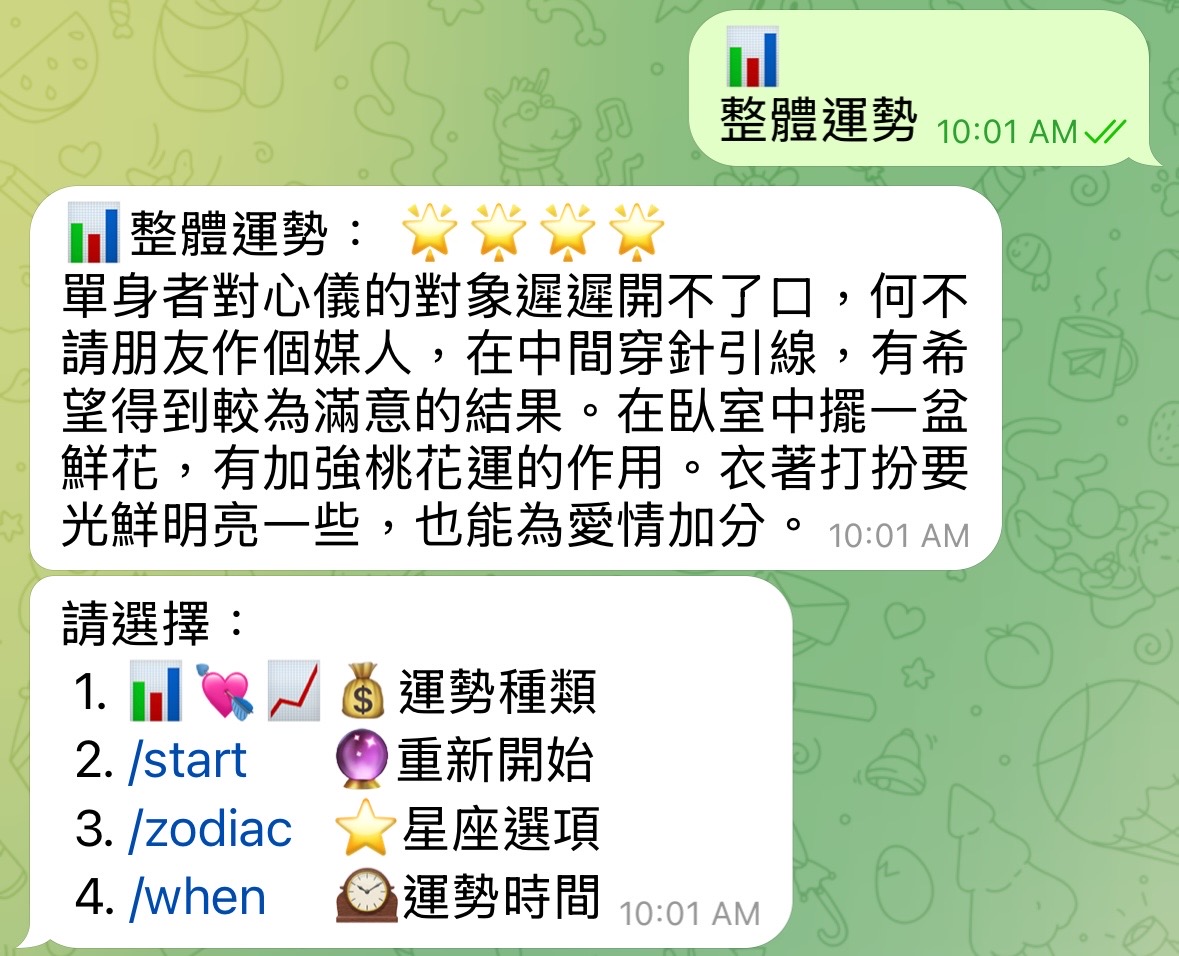 📊
整體運勢 10:01 AM
📊整體運勢： 🌟🌟🌟🌟
單身者對心儀的對象遲遲開不了口，何不
請朋友作個媒人，在中間穿針引線，有希
望得到較為滿意的結果。在臥室中擺一盆
鮮花，有加強桃花運的作用。衣著打扮要
光鮮明亮一些，也能為愛情加分。 10:01 AM
請選擇：
1. 📊💘📈💰運勢種類
2. /start 🔮重新開始
3. /zodiac ⭐星座選項
4. /when 🕰運勢時間 10:01 AM